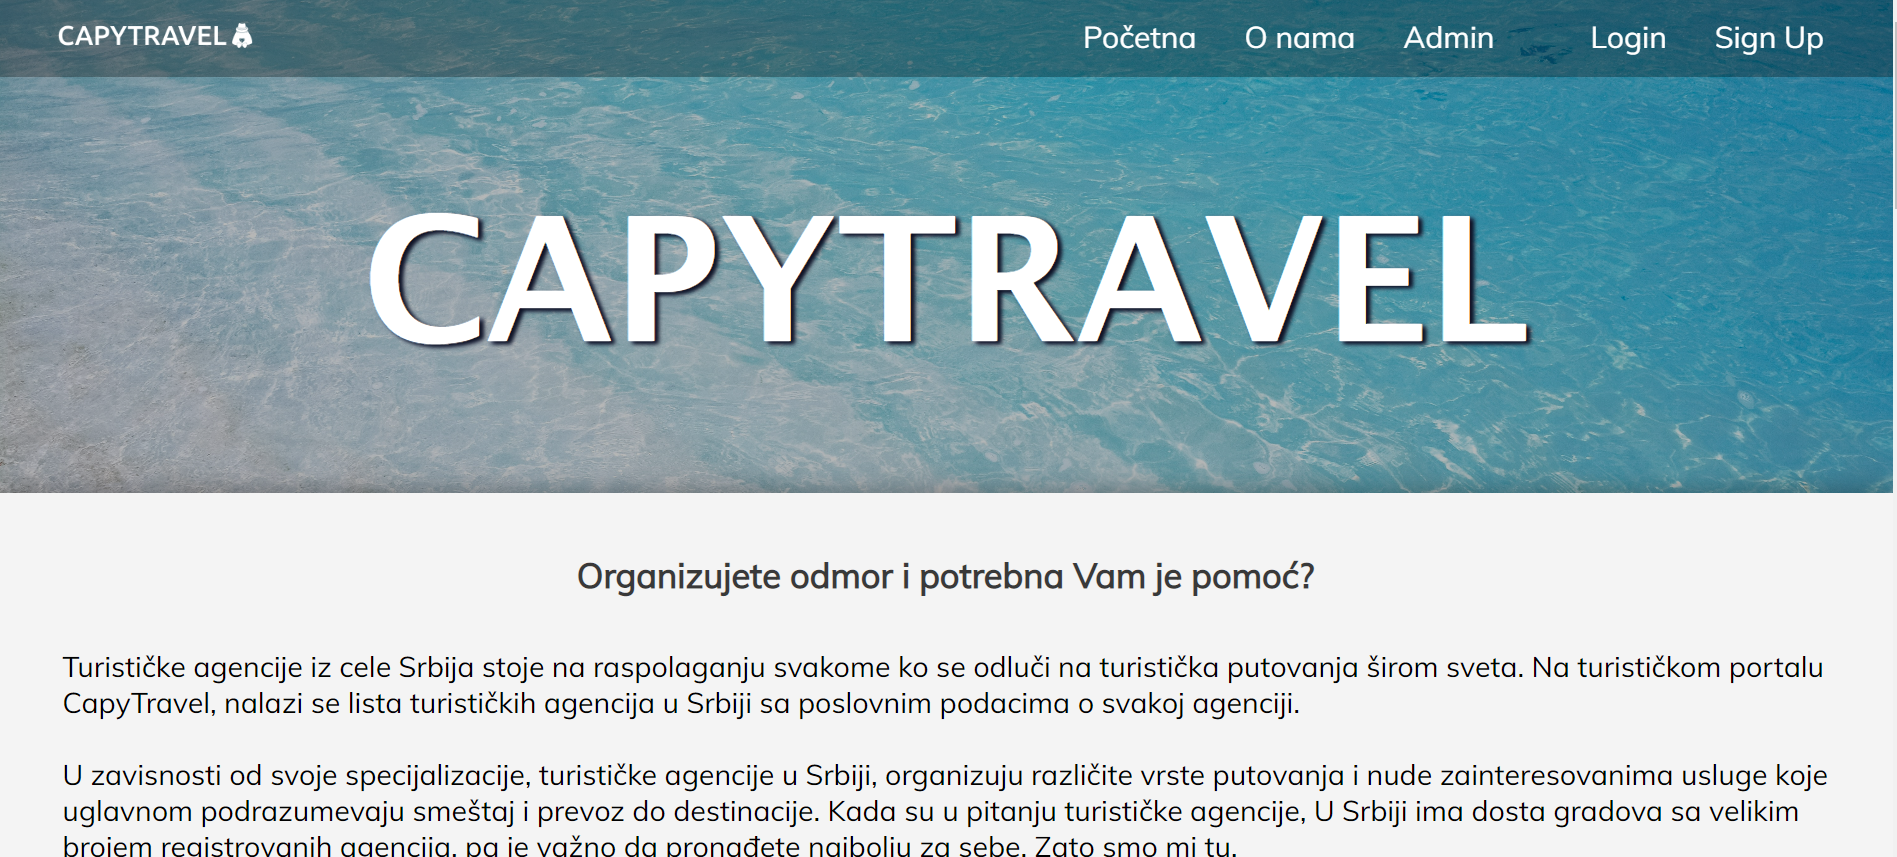 CAPYTRAVEL
Početna O nama Admin Login Sign Up
CAPYTRAVEL
Organizujete odmor i potrebna Vam je pomoć?
Turističke agencije iz cele Srbija stoje na raspolaganju svakome ko se odluči na turistička putovanja širom sveta. Na turističkom portalu
CapyTravel, nalazi se lista turističkih agencija u Srbiji sa poslovnim podacima o svakoj agenciji.
U zavisnosti od svoje specijalizacije, turističke agencije u Srbiji, organizuju različite vrste putovanja i nude zainteresovanima usluge koje
uglavnom podrazumevaju smeštaj i prevoz do destinacije. Kada su u pitanju turističke agencije, U Srbiji ima dosta gradova sa velikim
brojem registrovanih agencija, pa je važno da pronađete najbolju za sebe. Zato smo mi tu.